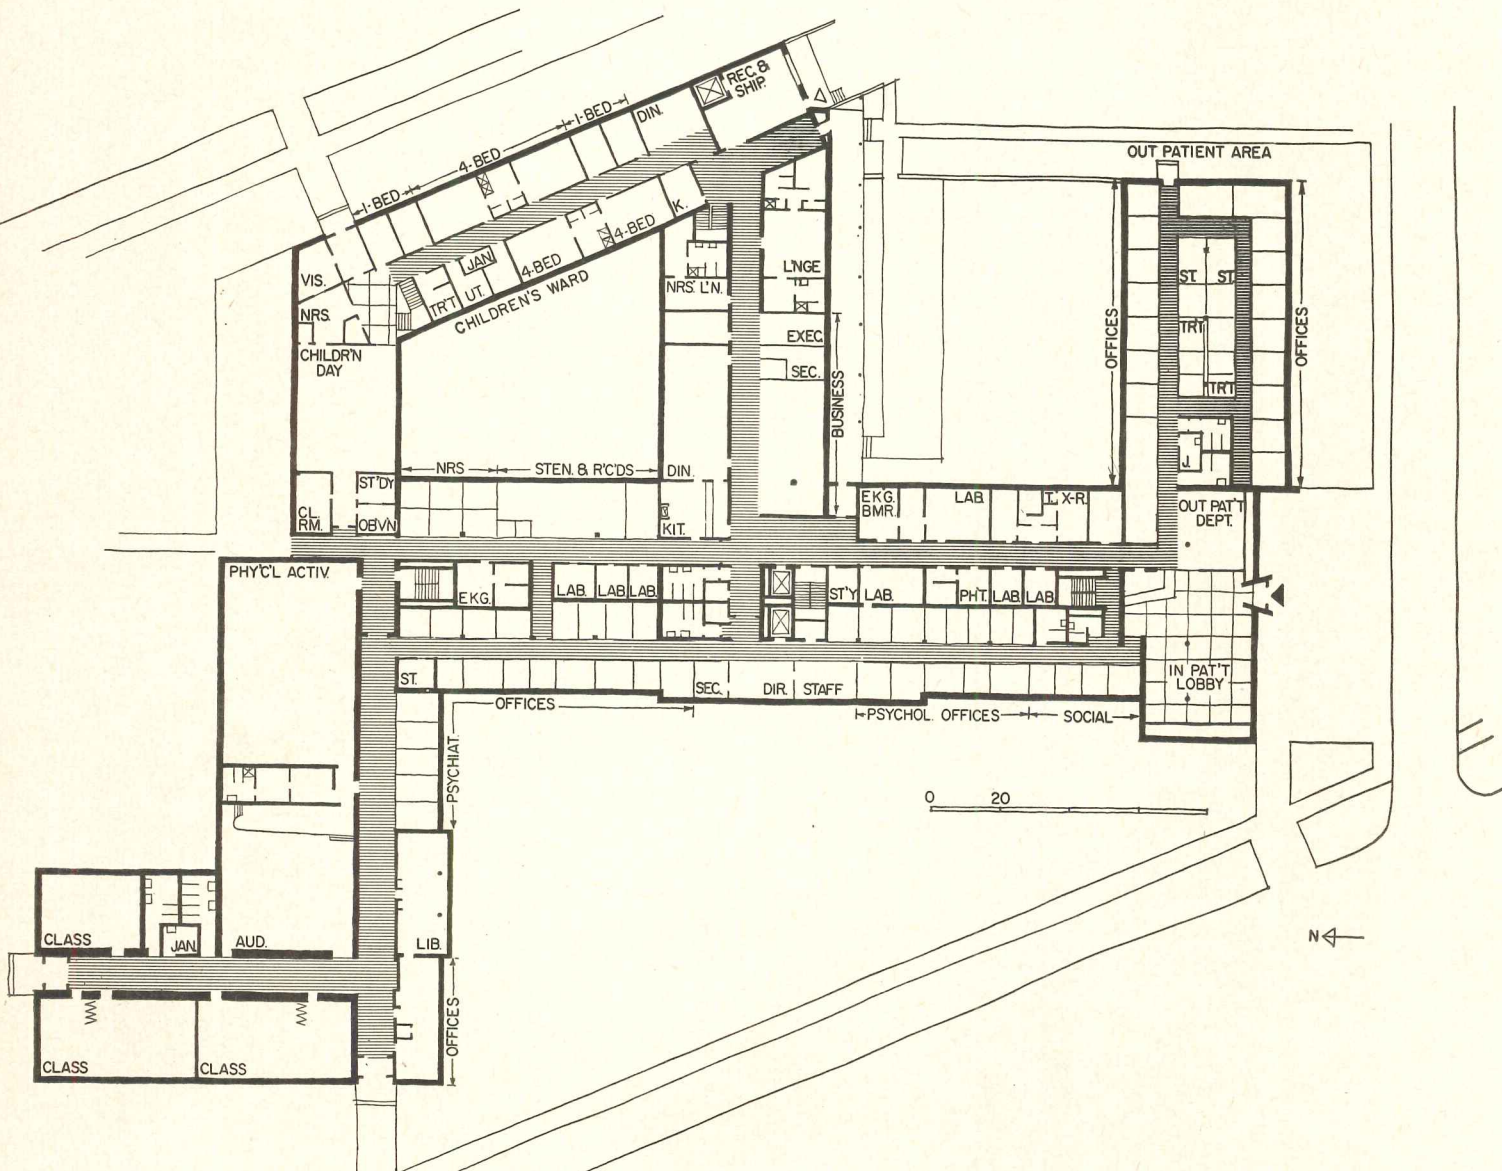 REC. &
SHIP.
1-BED
DIN.
4-BED
1-BED
OUT PATIENT AREA
K.
4-BED
JAN.
4-BED
VIS.
TR'T
UT.
CHILDREN'S WARD
L'NGE
NRS. L'N.
NRS.
ST.
ST.
OFFICES
OFFICES
TR'T
EXEC.
CHILDR'N
DAY
SEC.
TR'T
BUSINESS
NRS
STEN. & R'C'DS
DIN.
J.
ST'DY
CL.
RM.
OB'V'N
KIT.
EKG.
BMR.
LAB.
X-R.
OUT PAT'T
DEPT.
PHY'C'L ACTIV.
EKG.
LAB.
LAB.
LAB.
ST'Y
LAB.
PH'T.
LAB.
LAB.
ST.
SEC.
DIR.
STAFF
IN PAT'T
LOBBY
OFFICES
PSYCHOL. OFFICES
SOCIAL
PSYCHIAT.
0
20
CLASS
JAN.
AUD.
LIB.
N
OFFICES
CLASS
CLASS